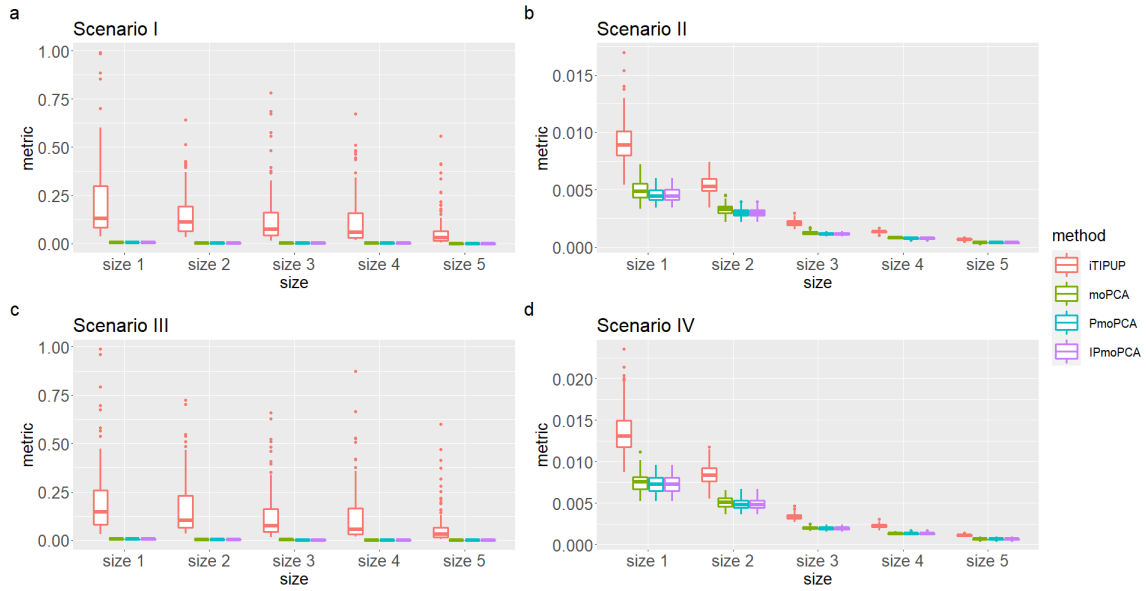 a
Scenario I
metric
1.00
0.75
0.50
0.25
0.00
size 1 size 2 size 3 size 4 size 5
size
b
Scenario II
metric
0.015
0.010
0.005
0.000
size 1 size 2 size 3 size 4 size 5
size
c
Scenario III
metric
1.00
0.75
0.50
0.25
0.00
size 1 size 2 size 3 size 4 size 5
size
d
Scenario IV
metric
0.020
0.015
0.010
0.005
0.000
size 1 size 2 size 3 size 4 size 5
size
method
iTIPUP
moPCA
PmoPCA
IPmoPCA